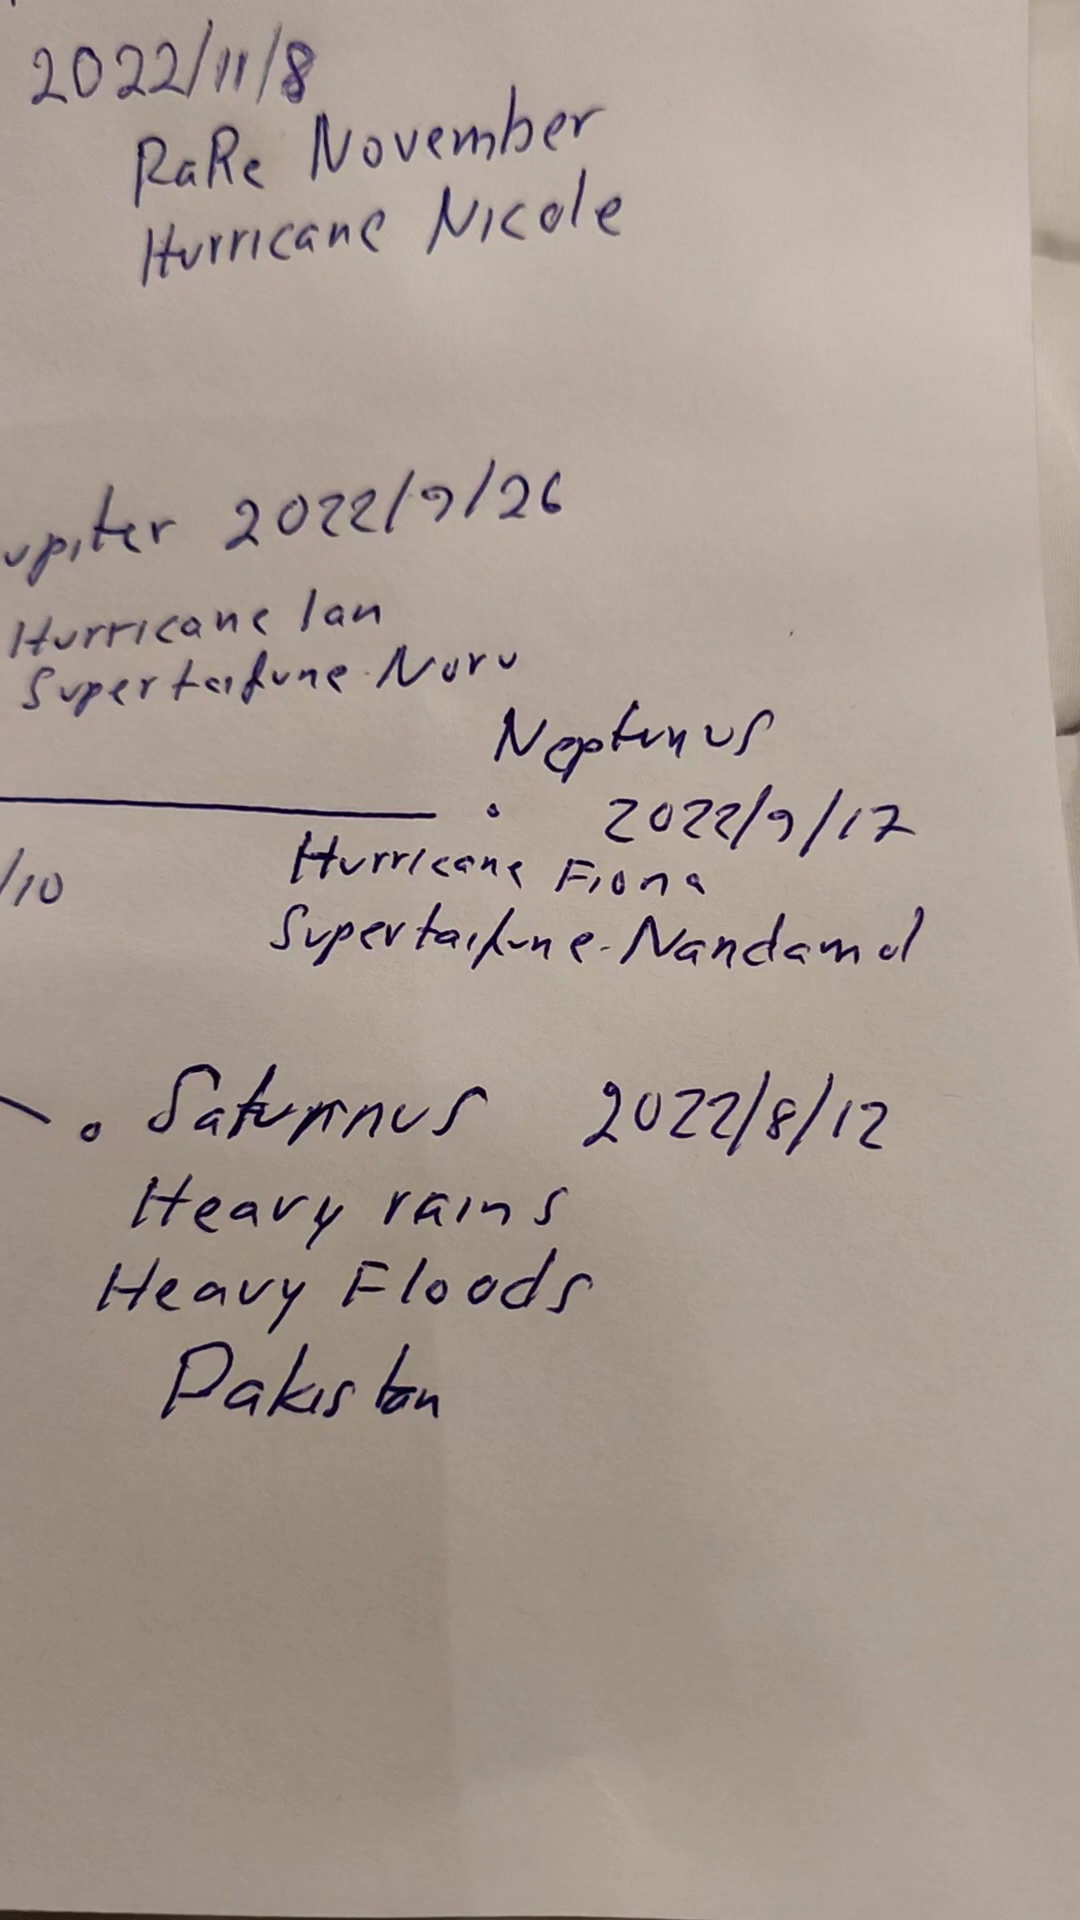 2022/11/8
RaRe November
Hurricane Nicole
upiter 2022/9/26
Hurricane Ian
Supertaifune Noru
Neptunus
2022/9/17
/10
Hurricane Fiona
Supertaifune-Nandamol
Saturnnus 2022/8/12
Heavy rains
Heavy Floods
Pakistan